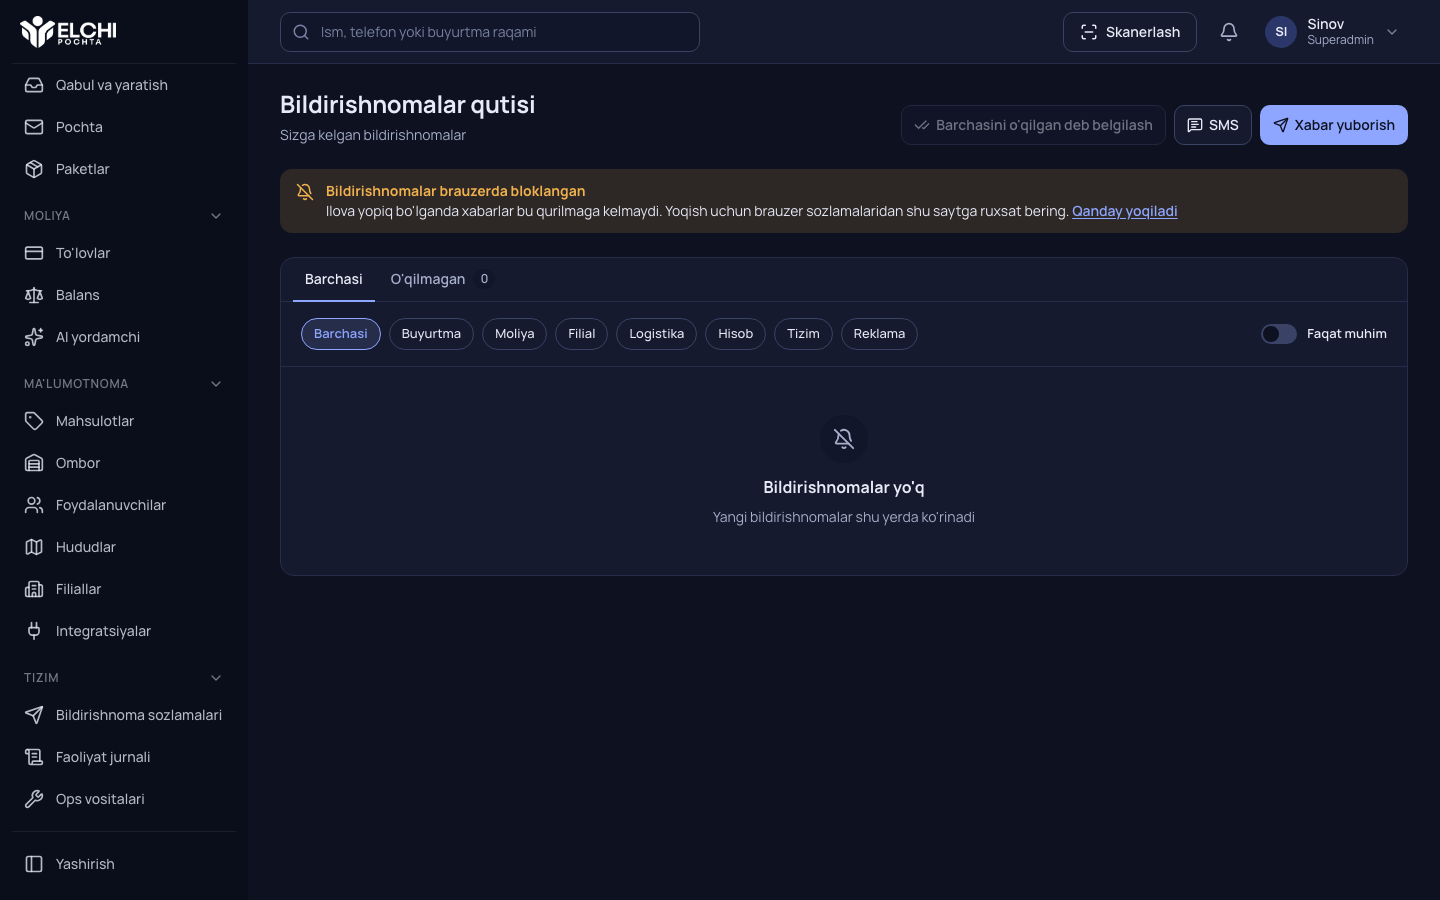 ELCHI
POCHTA
Ism, telefon yoki buyurtma raqami
Skanerlash
SI
Sinov
Superadmin
Qabul va yaratish
Pochta
Paketlar
MOLIYA
To'lovlar
Balans
AI yordamchi
MA'LUMOTNOMA
Mahsulotlar
Ombor
Foydalanuvchilar
Hududlar
Filiallar
Integratsiyalar
TIZIM
Bildirishnoma sozlamalari
Faoliyat jurnali
Ops vositalari
Yashirish
Bildirishnomalar qutisi
Sizga kelgan bildirishnomalar
Barchasini o'qilgan deb belgilash
SMS
Xabar yuborish
Bildirishnomalar brauzerda bloklangan
Ilova yopiq bo'lganda xabarlar bu qurilmaga kelmaydi. Yoqish uchun brauzer sozlamalaridan shu saytga ruxsat bering. Qanday yoqiladi
Barchasi
O'qilmagan 0
Barchasi
Buyurtma
Moliya
Filial
Logistika
Hisob
Tizim
Reklama
Faqat muhim
Bildirishnomalar yo'q
Yangi bildirishnomalar shu yerda ko'rinadi